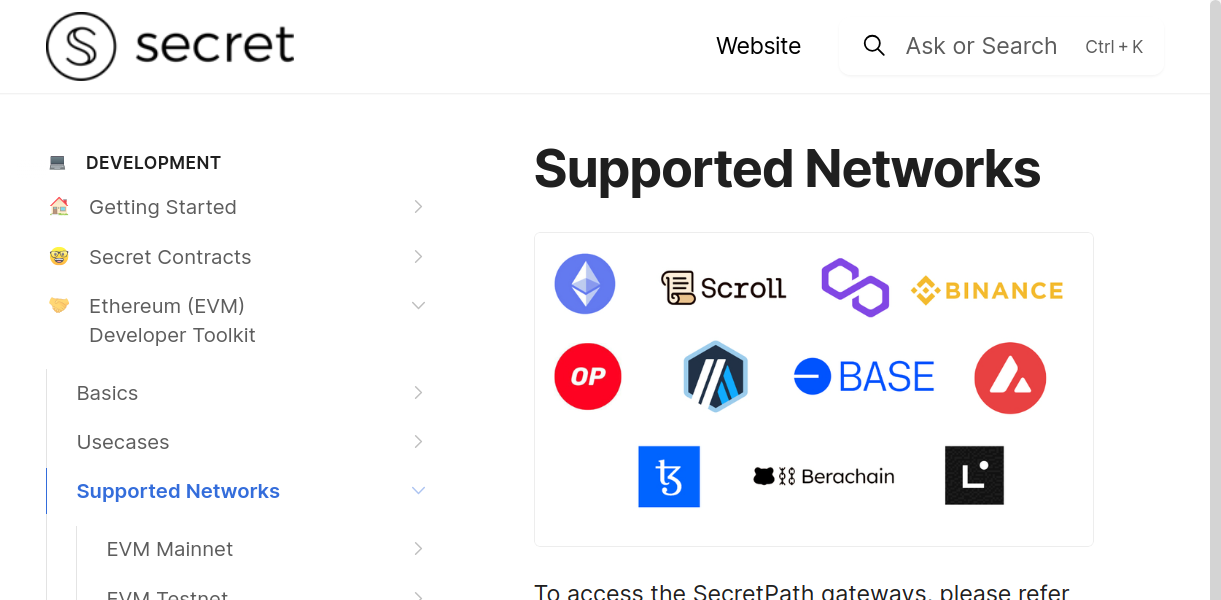 secret
Website
Ask or Search Ctrl + K
DEVELOPMENT
Getting Started
Secret Contracts
Ethereum (EVM)
Developer Toolkit
Basics
Usecases
Supported Networks
EVM Mainnet
EVM Testnet
Supported Networks
Scroll
BINANCE
OP
BASE
Berachain
L
To access the SecretPath gateways, please refer